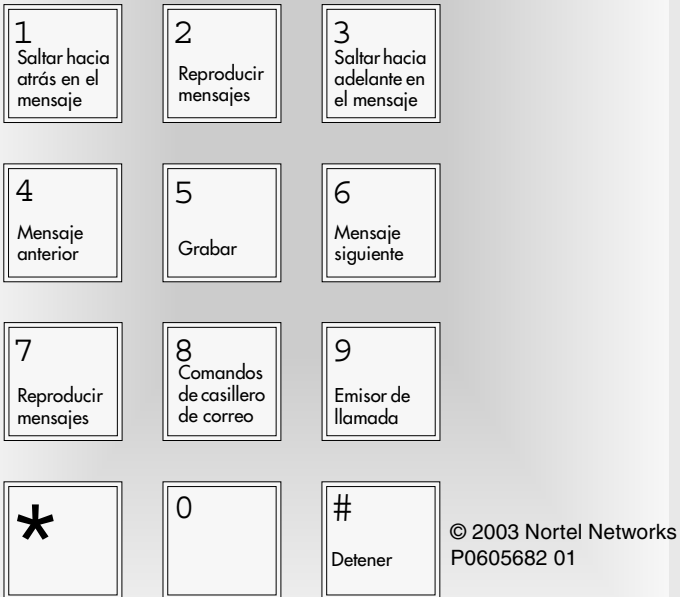 1
Saltar hacia
atrás en el
mensaje
2
Reproducir
mensajes
3
Saltar hacia
adelante en
el mensaje
4
Mensaje
anterior
5
Grabar
6
Mensaje
siguiente
7
Reproducir
mensajes
8
Comandos
de casillero
de correo
9
Emisor de
llamada
*
0
#
Detener
© 2003 Nortel Networks
P0605682 01